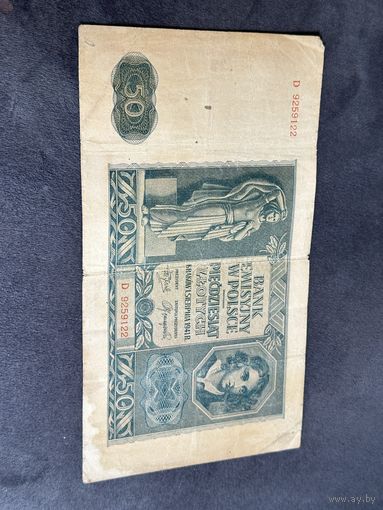 D 9259122
50
BANK
EMISYJNY
W POLSCE
PIĘĆDZIESIĄT
ZŁOTYCH
KRAKÓW 1 SIERPNIA 1941 R.
50 50
D 9259122
www.ay.by